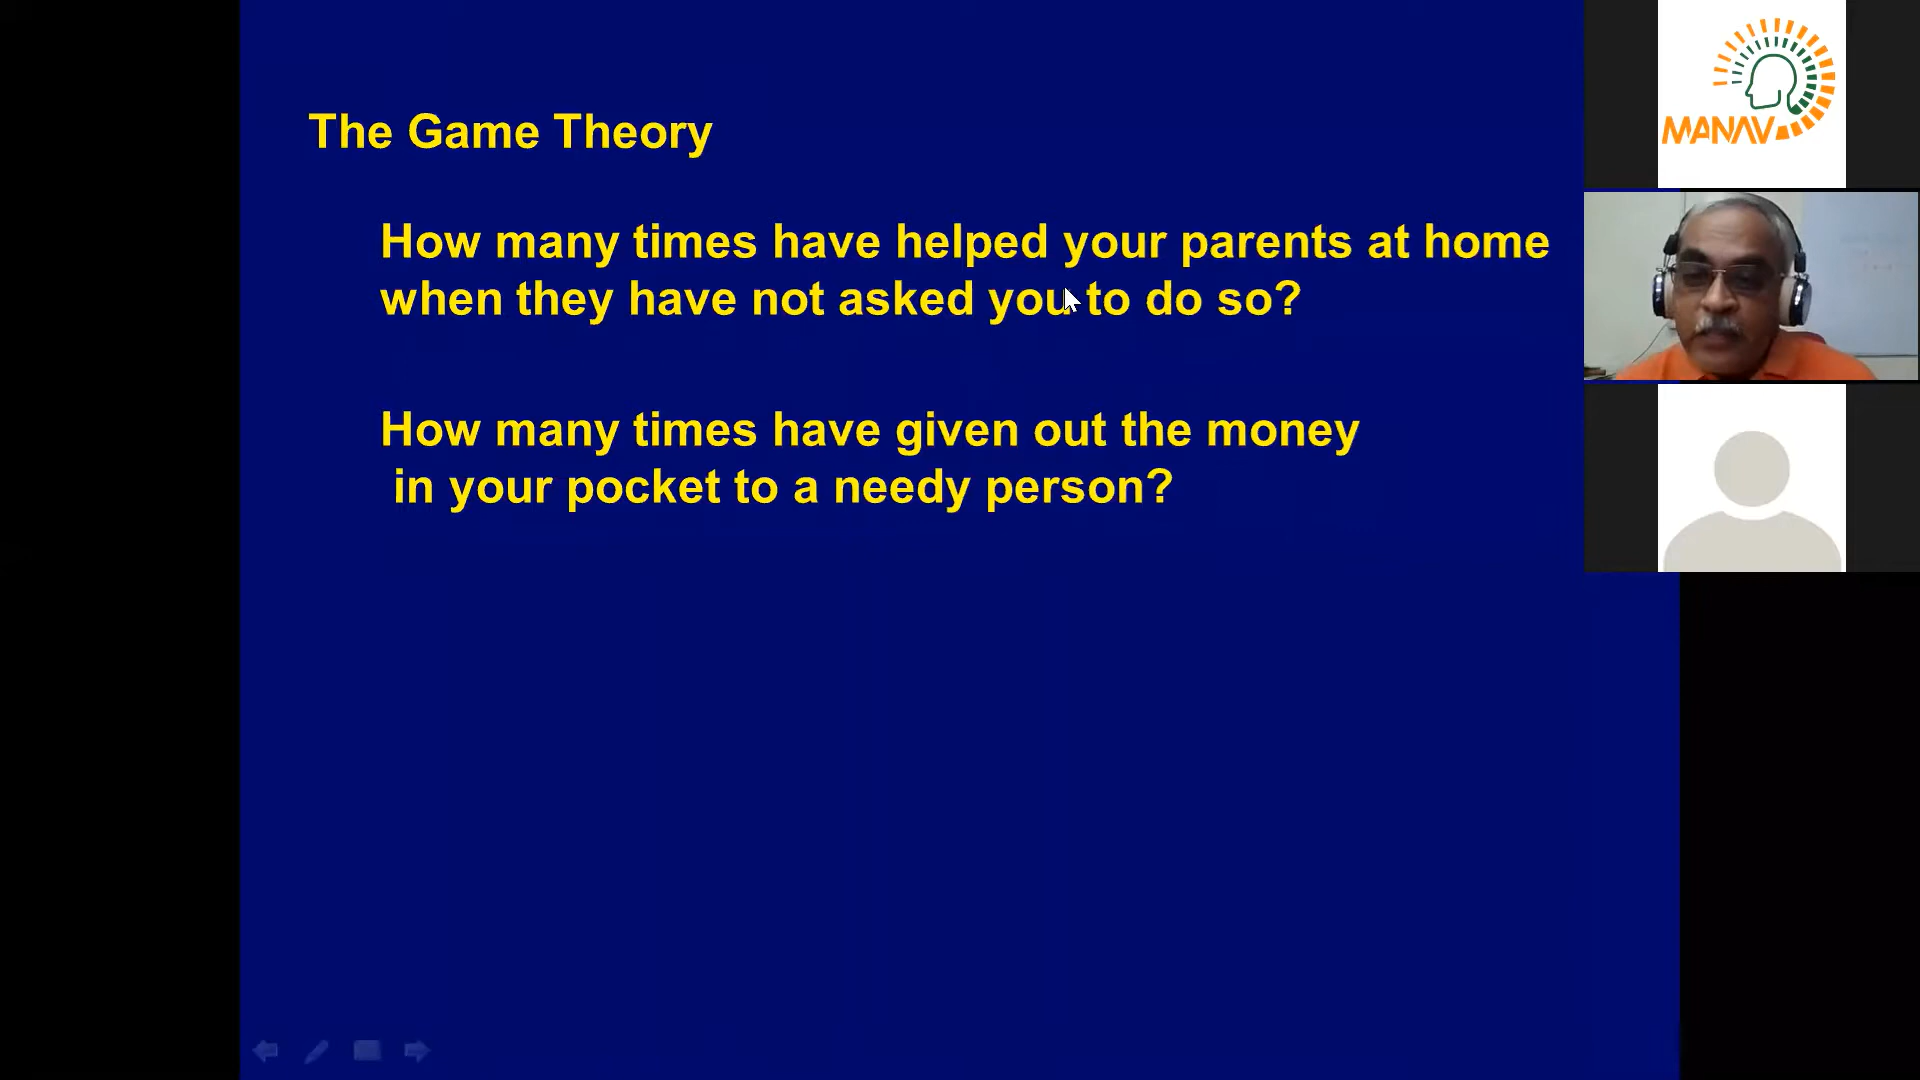 The Game Theory
How many times have helped your parents at home
when they have not asked you to do so?
How many times have given out the money
in your pocket to a needy person?
MANAV